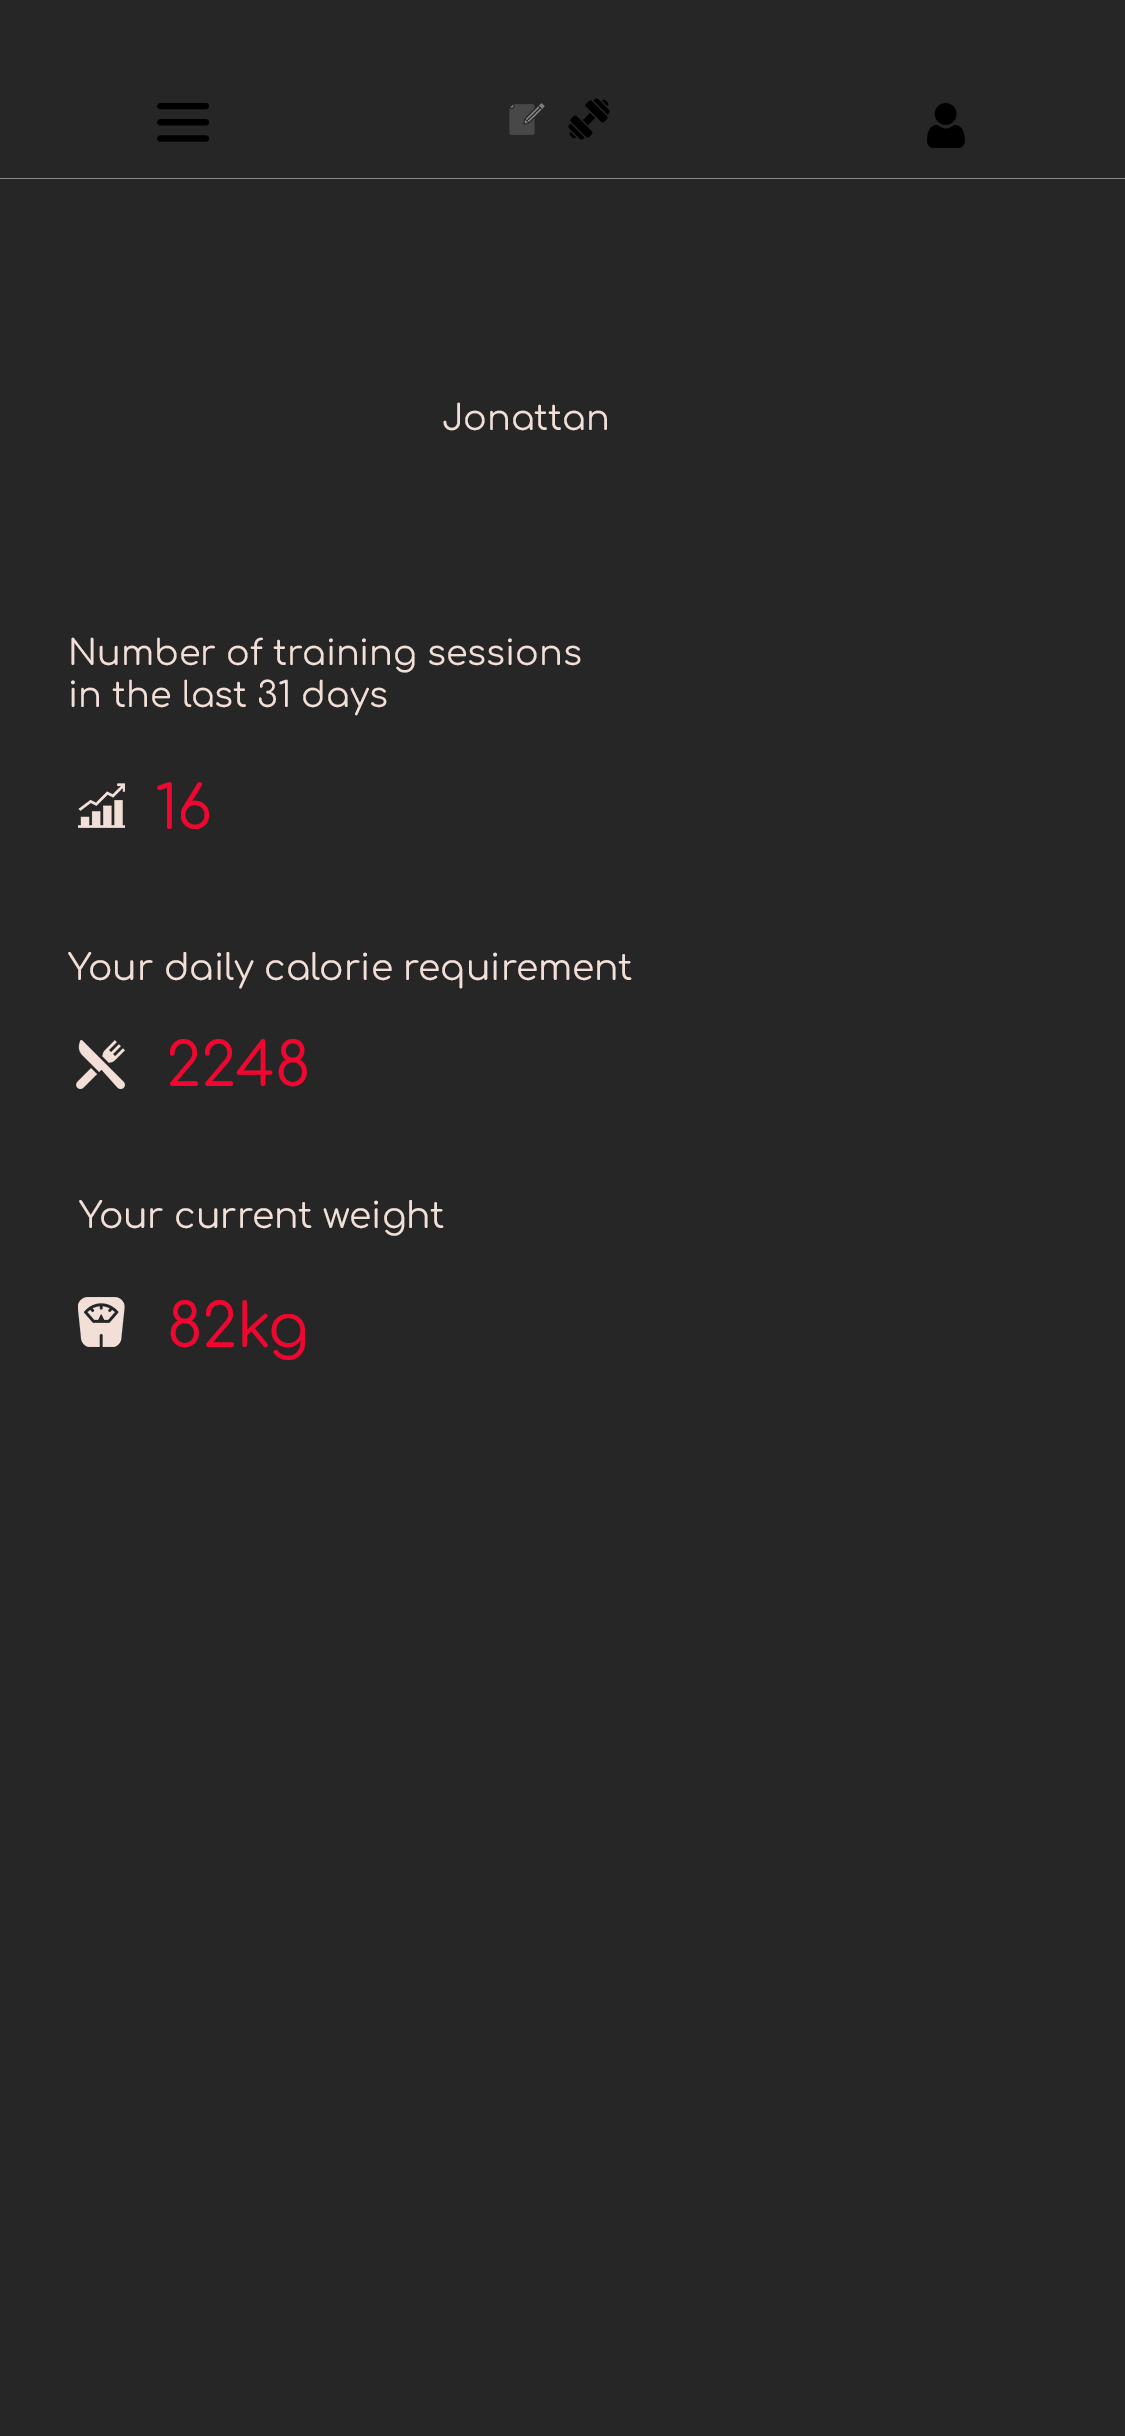 Jonattan
Number of training sessions
in the last 31 days
16
Your daily calorie requirement
2248
Your current weight
82kg